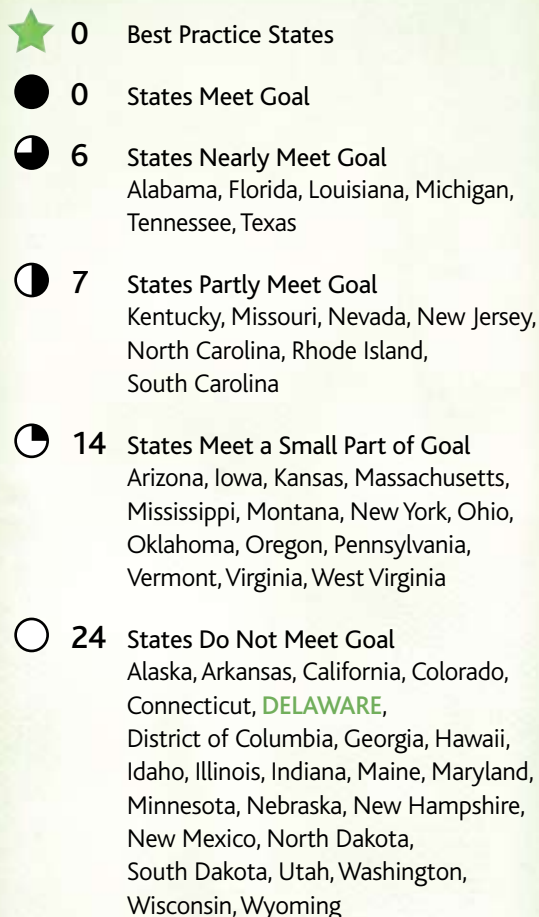 0 Best Practice States
0 States Meet Goal
6 States Nearly Meet Goal
Alabama, Florida, Louisiana, Michigan,
Tennessee, Texas
7 States Partly Meet Goal
Kentucky, Missouri, Nevada, New Jersey,
North Carolina, Rhode Island,
South Carolina
14 States Meet a Small Part of Goal
Arizona, Iowa, Kansas, Massachusetts,
Mississippi, Montana, New York, Ohio,
Oklahoma, Oregon, Pennsylvania,
Vermont, Virginia, West Virginia
24 States Do Not Meet Goal
Alaska, Arkansas, California, Colorado,
Connecticut, DELAWARE,
District of Columbia, Georgia, Hawaii,
Idaho, Illinois, Indiana, Maine, Maryland,
Minnesota, Nebraska, New Hampshire,
New Mexico, North Dakota,
South Dakota, Utah, Washington,
Wisconsin, Wyoming